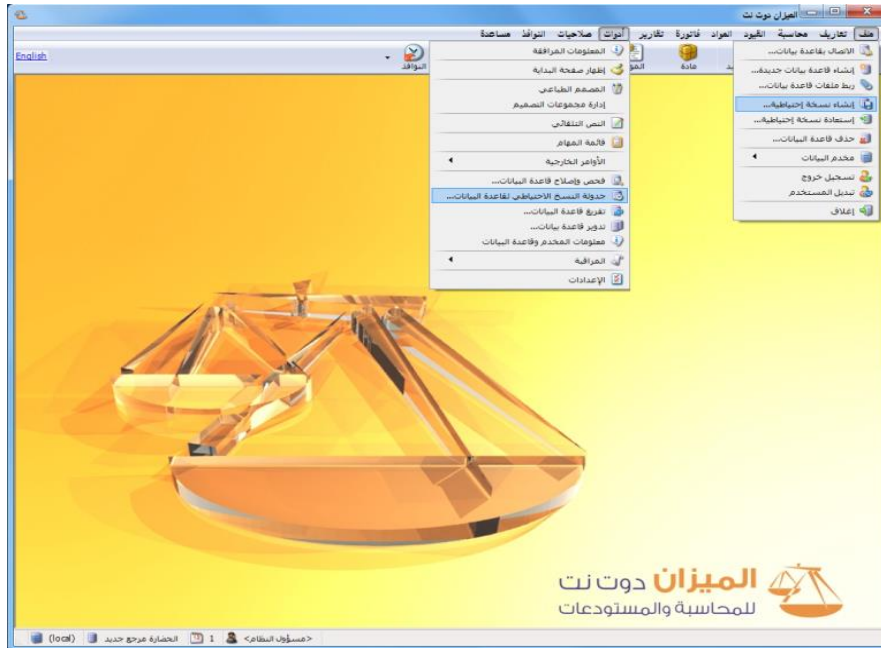 الميزان دوت نت
ملف تعاريف محاسبة القيود المواد فاتورة تقارير أدوات صلاحيات النوافذ مساعدة
English
النوافذ
مادة
الاتصال بقاعدة بيانات...
إنشاء قاعدة بيانات جديدة...
ربط ملفات قاعدة بيانات...
إنشاء نسخة إحتياطية...
إستعادة نسخة إحتياطية...
حذف قاعدة البيانات...
مخدم البيانات
تسجيل خروج
تبديل المستخدم
إغلاق
المعلومات المرافقة
إظهار صفحة البداية
المصمم الطباعي
إدارة مجموعات التصميم
النص التلقائي
قائمة المهام
الأوامر الخارجية
فحص وإصلاح قاعدة البيانات...
جدولة النسخ الاحتياطي لقاعدة البيانات...
تفريغ قاعدة البيانات...
تدوير قاعدة بيانات...
معلومات المخدم وقاعدة البيانات
المراقبة
الإعدادات
الميزان دوت نت
للمحاسبة والمستودعات
<مسؤول النظام> 1 الحضارة مرجع جديد (local)